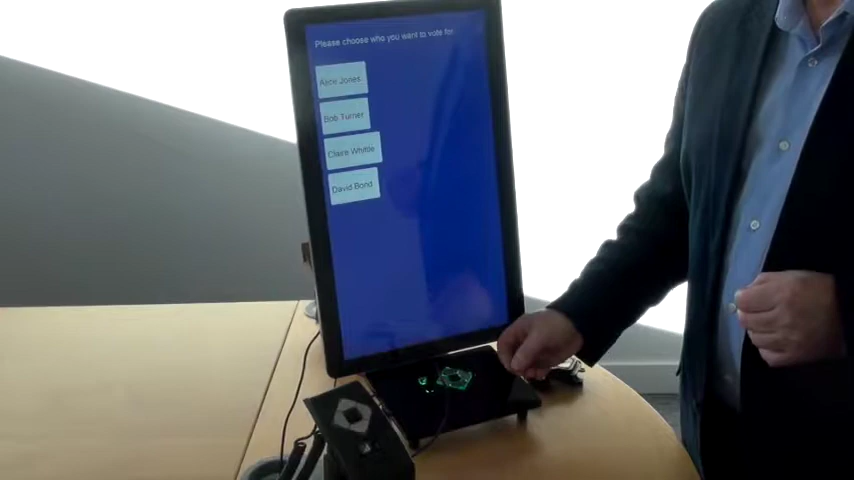 Please choose who you want to vote for.
Alice Jones
Bob Turner
Claire White
David Bond